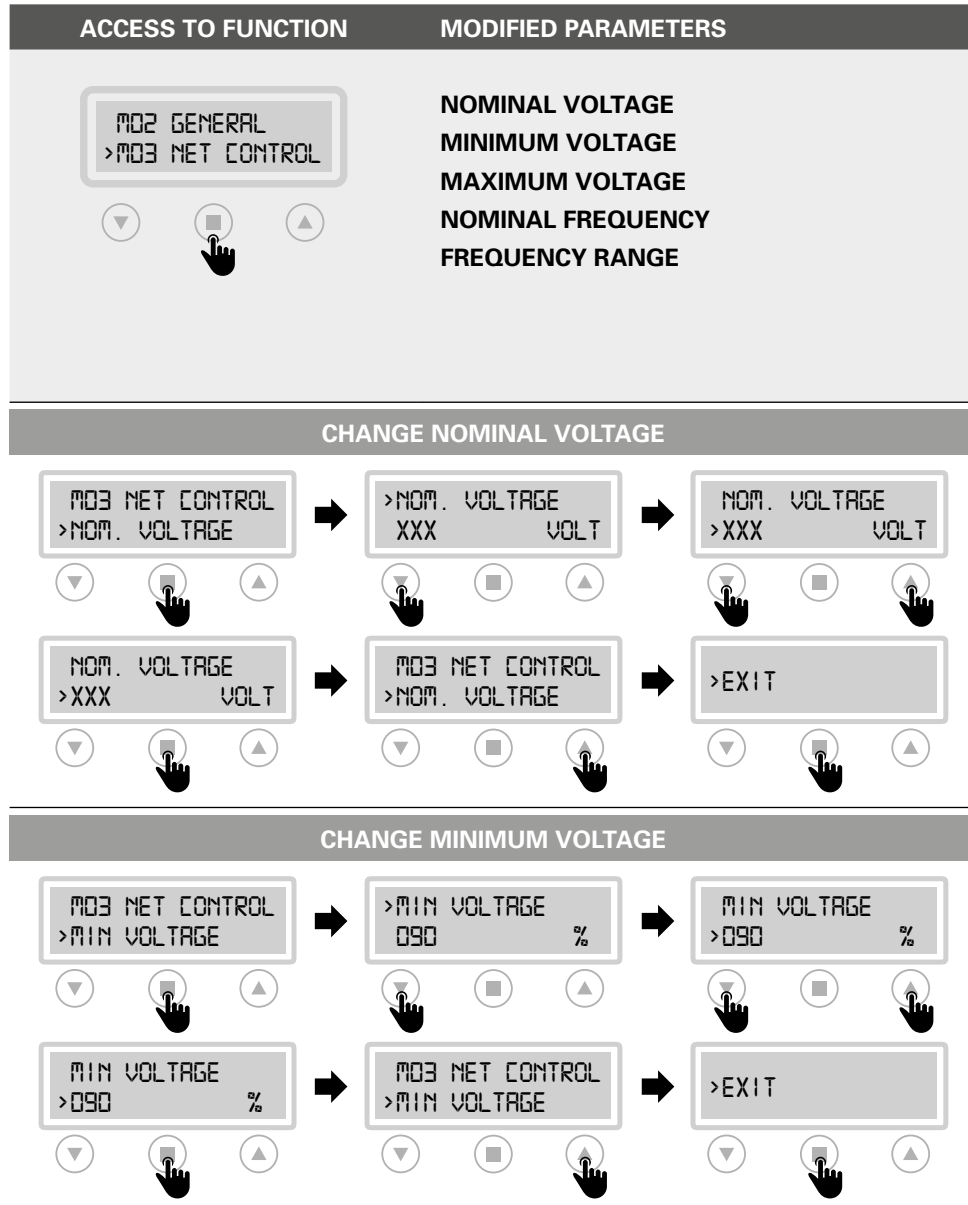 ACCESS TO FUNCTION
MODIFIED PARAMETERS
M02 GENERAL
>M03 NET CONTROL
NOMINAL VOLTAGE
MINIMUM VOLTAGE
MAXIMUM VOLTAGE
NOMINAL FREQUENCY
FREQUENCY RANGE
CHANGE NOMINAL VOLTAGE
M03 NET CONTROL
>NOM. VOLTAGE
>NOM. VOLTAGE
XXX VOLT
NOM. VOLTAGE
>XXX VOLT
NOM. VOLTAGE
>XXX VOLT
M03 NET CONTROL
>NOM. VOLTAGE
>EXIT
CHANGE MINIMUM VOLTAGE
M03 NET CONTROL
>MIN VOLTAGE
>MIN VOLTAGE
090 %
MIN VOLTAGE
>090 %
MIN VOLTAGE
>090 %
M03 NET CONTROL
>MIN VOLTAGE
>EXIT